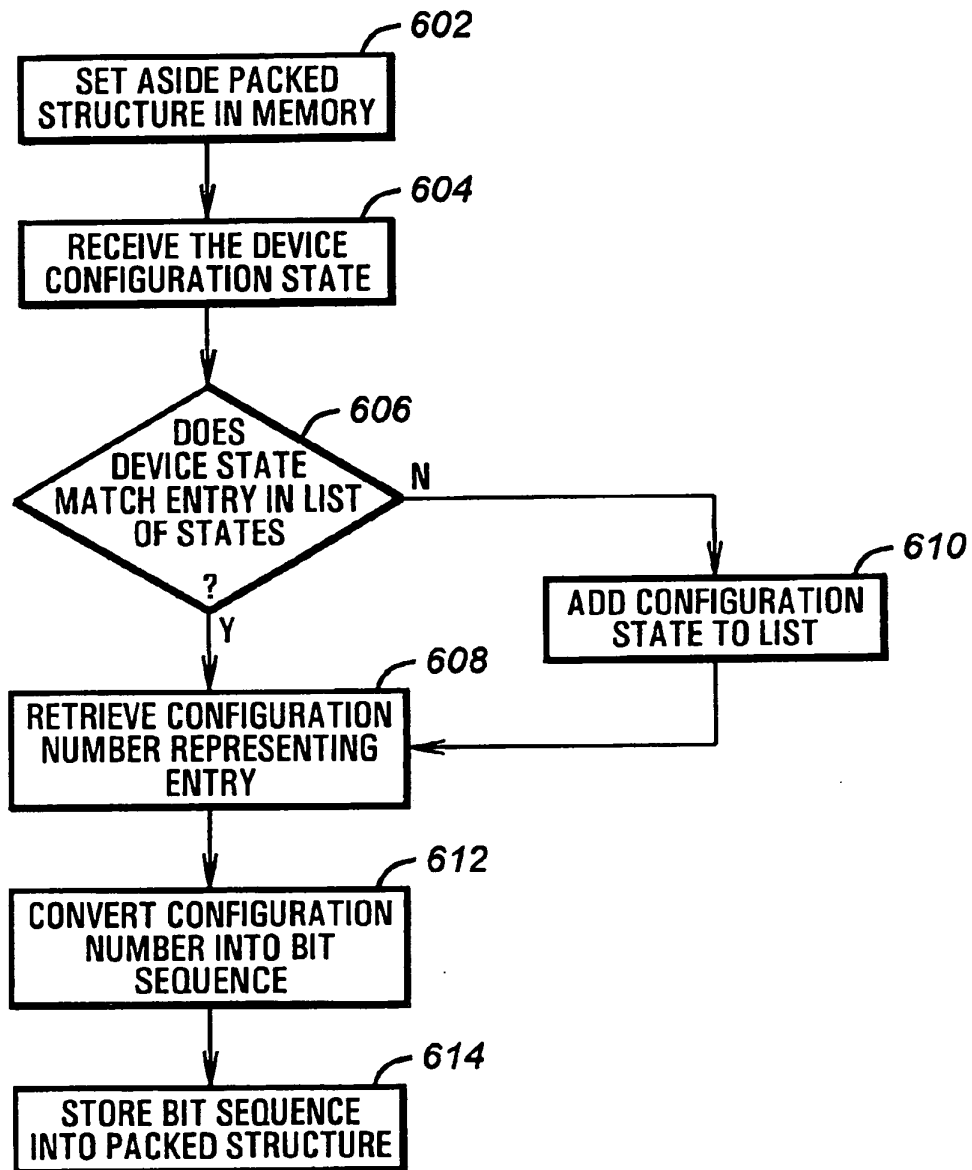 602
SET ASIDE PACKED
STRUCTURE IN MEMORY
604
RECEIVE THE DEVICE
CONFIGURATION STATE
606
DOES
DEVICE STATE
MATCH ENTRY IN LIST
OF STATES
?
N
Y
610
ADD CONFIGURATION
STATE TO LIST
608
RETRIEVE CONFIGURATION
NUMBER REPRESENTING
ENTRY
612
CONVERT CONFIGURATION
NUMBER INTO BIT
SEQUENCE
614
STORE BIT SEQUENCE
INTO PACKED STRUCTURE